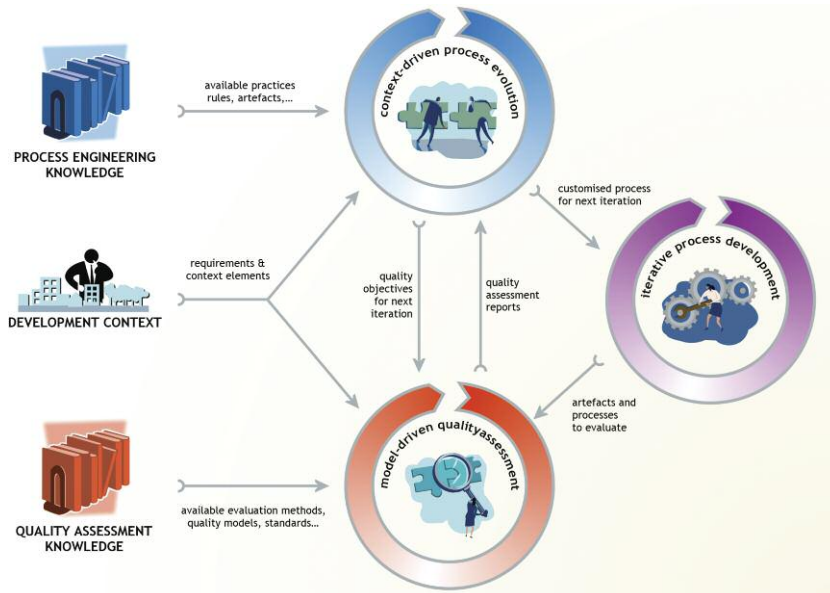 context-driven process evolution
available practices
rules, artefacts,...
PROCESS ENGINEERING
KNOWLEDGE
customised process
for next iteration
iterative process development
requirements &
context elements
DEVELOPMENT CONTEXT
quality
objectives
for next
iteration
quality
assessment
reports
artefacts and
processes
to evaluate
model-driven qualityassessment
available evaluation methods,
quality models, standards...
QUALITY ASSESSMENT
KNOWLEDGE